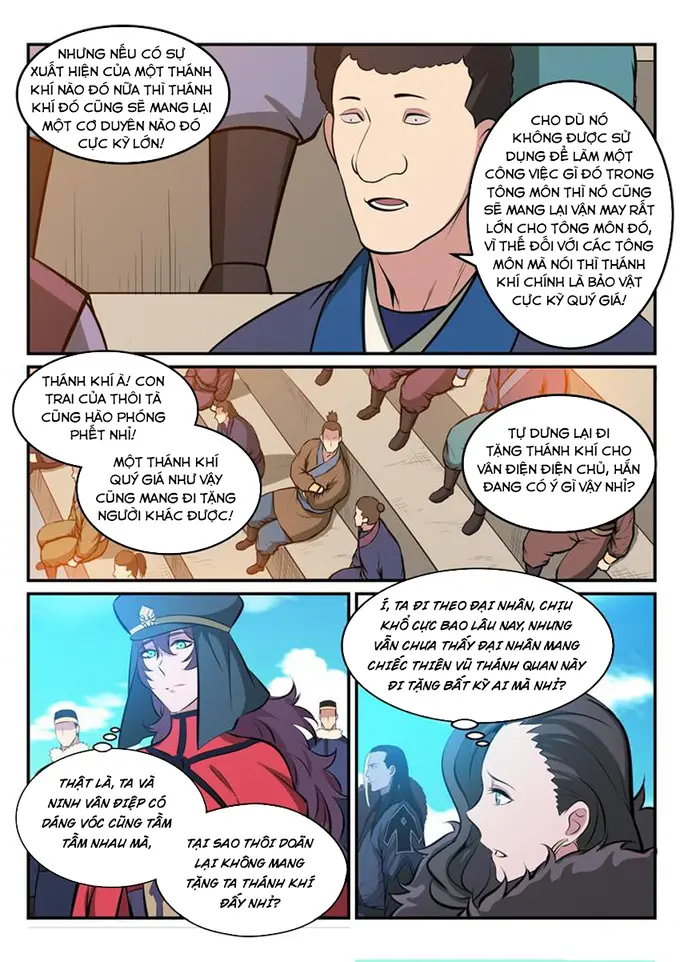 NHƯNG NẾU CÓ SỰ
XUẤT HIỆN CỦA MỘT THÁNH
KHÍ NÀO ĐÓ NỮA THÌ THÁNH
KHÍ ĐÓ CŨNG SẼ MANG LẠI
MỘT CƠ DUYÊN NÀO ĐÓ
CỰC KỲ LỚN!
CHO DÙ NÓ
KHÔNG ĐƯỢC SỬ
DỤNG ĐỂ LÀM MỘT
CÔNG VIỆC GÌ ĐÓ TRONG
TÔNG MÔN THÌ NÓ CŨNG
SẼ MANG LẠI VẬN MAY RẤT
LỚN CHO TÔNG MÔN ĐÓ,
VÌ THẾ ĐỐI VỚI CÁC TÔNG
MÔN MÀ NÓI THÌ THÁNH
KHÍ CHÍNH LÀ BẢO VẬT
CỰC KỲ QUÝ GIÁ!
THÁNH KHÍ À! CON
TRAI CỦA THÔI TẢ
CŨNG HÀO PHÓNG
PHẾT NHỈ!
MỘT THÁNH KHÍ
QUÝ GIÁ NHƯ VẬY
CŨNG MANG ĐI TẶNG
NGƯỜI KHÁC ĐƯỢC!
TỰ DƯNG LẠI ĐI
TẶNG THÁNH KHÍ CHO
VÂN ĐIỆN ĐIỆN CHỦ, HẮN
ĐANG CÓ Ý GÌ VẬY NHỈ?
THẬT LÀ, TA VÀ
NINH VÂN ĐIỆP CÓ
DÁNG VÓC CŨNG TẦM
TẦM NHAU MÀ,
TẠI SAO THÔI DOÃN
LẠI KHÔNG MANG
TẶNG TA THÁNH KHÍ
ĐẤY NHỈ?
Í, TA ĐI THEO ĐẠI NHÂN, CHỊU
KHỔ CỰC BAO LÂU NAY, NHƯNG
VẪN CHƯA THẤY ĐẠI NHÂN MANG
CHIẾC THIÊN VŨ THÁNH QUAN NÀY
ĐI TẶNG BẤT KỲ AI MÀ NHỈ?